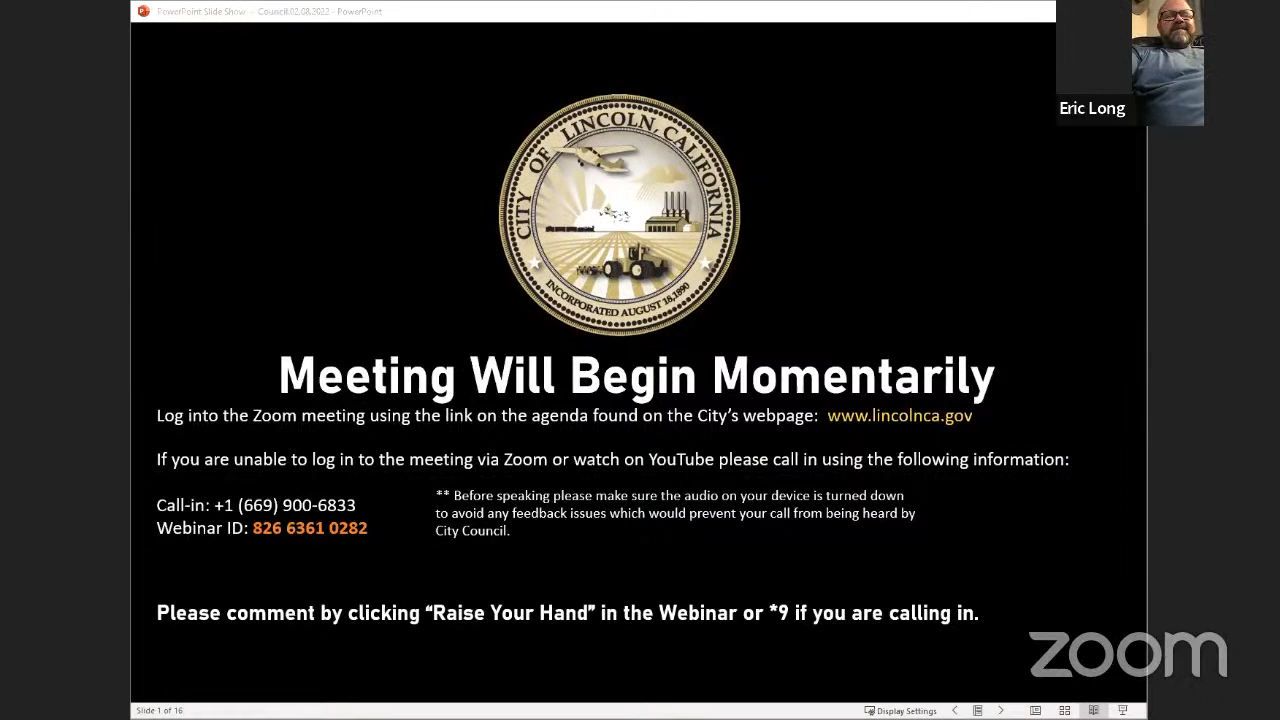 PowerPoint Slide Show - Council.02.08.2022 - PowerPoint
Eric Long
CITY OF LINCOLN, CALIFORNIA
INCORPORATED AUGUST 18,1890
Meeting Will Begin Momentarily
Log into the Zoom meeting using the link on the agenda found on the City’s webpage: www.lincolnca.gov
If you are unable to log in to the meeting via Zoom or watch on YouTube please call in using the following information:
Call-in: +1 (669) 900-6833
Webinar ID: 826 6361 0282
** Before speaking please make sure the audio on your device is turned down
to avoid any feedback issues which would prevent your call from being heard by
City Council.
Please comment by clicking “Raise Your Hand” in the Webinar or *9 if you are calling in.
zoom
Slide 1 of 16
Display Settings